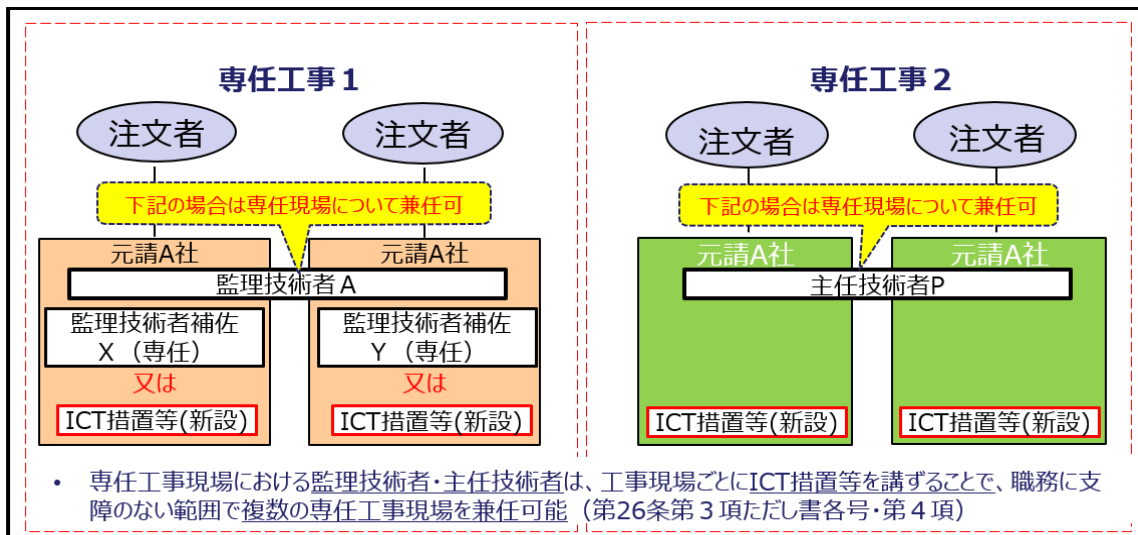 専任工事1
注文者
注文者
下記の場合は専任現場について兼任可
元請A社
元請A社
監理技術者A
監理技術者補佐
X （専任）
監理技術者補佐
Y （専任）
又は
又は
ICT措置等(新設)
ICT措置等(新設)
専任工事2
注文者
注文者
下記の場合は専任現場について兼任可
元請A社
元請A社
主任技術者P
ICT措置等(新設)
ICT措置等(新設)
• 専任工事現場における監理技術者・主任技術者は、工事現場ごとにICT措置等を講ずることで、職務に支
障のない範囲で複数の専任工事現場を兼任可能（第26条第３項ただし書各号・第４項）